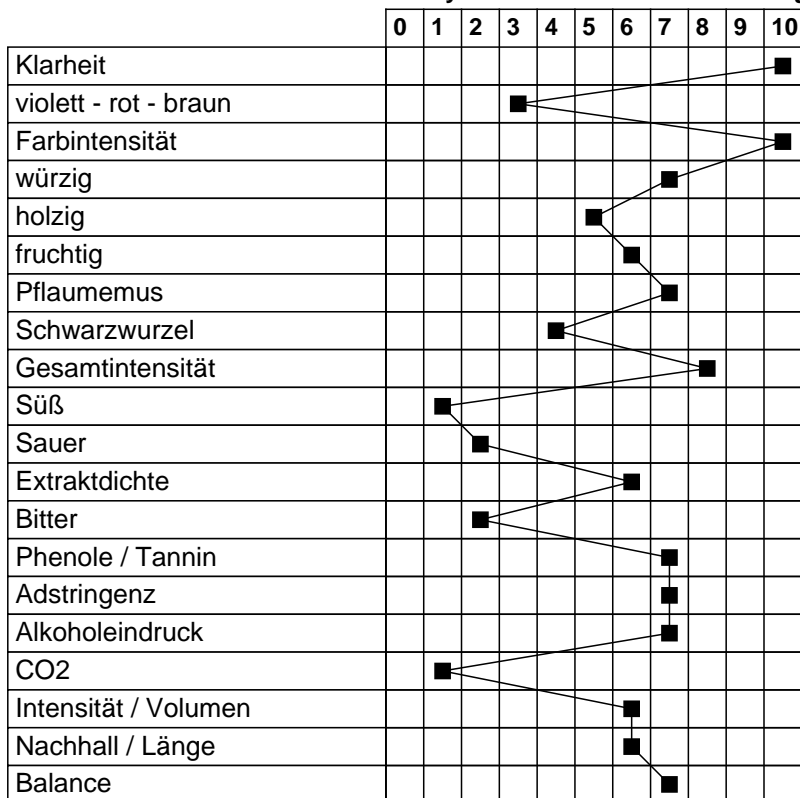 0 1 2 3 4 5 6 7 8 9 10
Klarheit
violett - rot - braun
Farbintensität
würzig
holzig
fruchtig
Pflaumemus
Schwarzwurzel
Gesamtintensität
Süß
Sauer
Extraktdichte
Bitter
Phenole / Tannin
Adstringenz
Alkoholeindruck
CO2
Intensität / Volumen
Nachhall / Länge
Balance